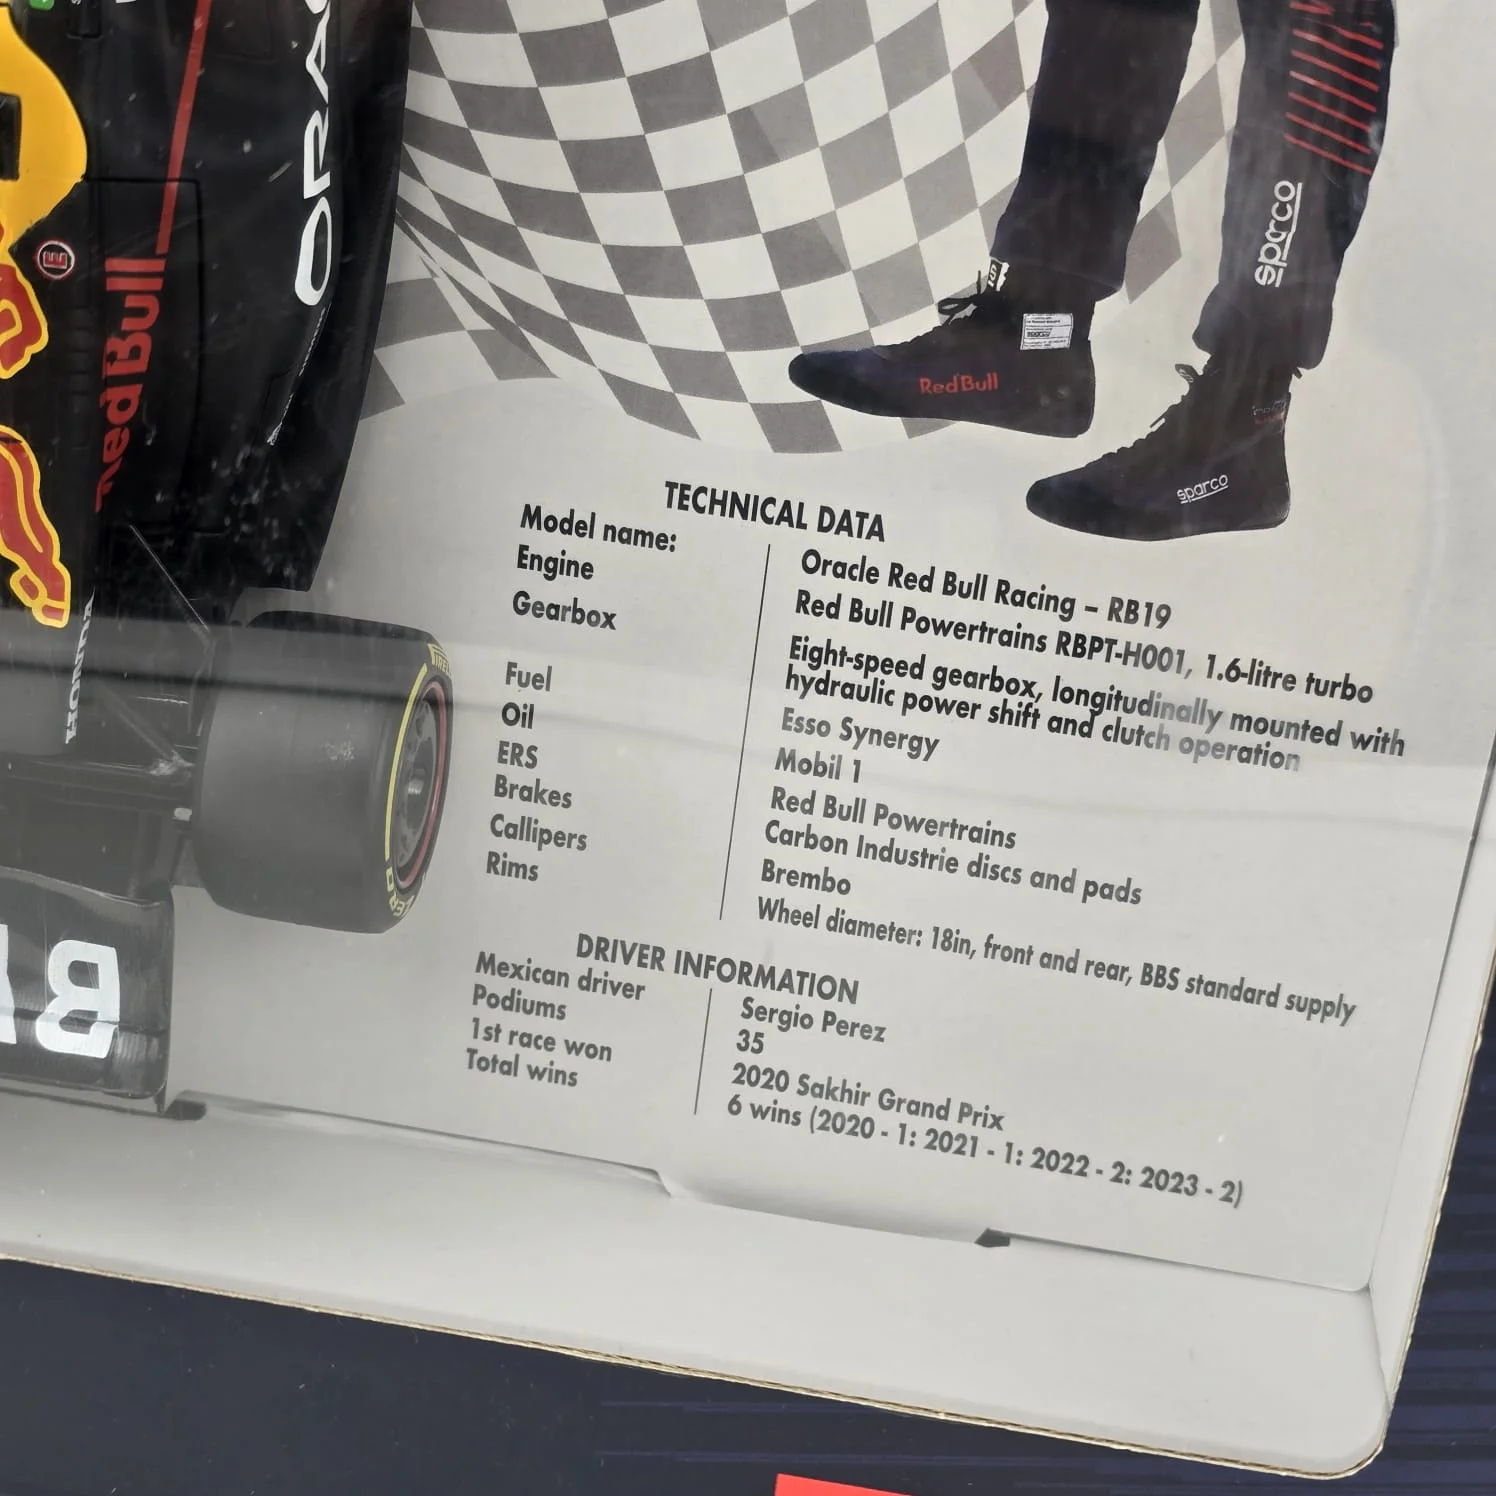 ORA
Red Bull
E
HONDA
sparco
Red Bull
sparco
TECHNICAL DATA
Model name:
Oracle Red Bull Racing – RB19
Engine
Red Bull Powertrains RBPT-H001, 1.6-litre turbo
Gearbox
Eight-speed gearbox, longitudinally mounted with
hydraulic power shift and clutch operation
Fuel
Esso Synergy
Oil
Mobil 1
ERS
Red Bull Powertrains
Brakes
Carbon Industrie discs and pads
Callipers
Brembo
Rims
Wheel diameter: 18in, front and rear, BBS standard supply
DRIVER INFORMATION
Mexican driver
Sergio Perez
Podiums
35
1st race won
2020 Sakhir Grand Prix
Total wins
6 wins (2020 - 1: 2021 - 1: 2022 - 2: 2023 - 2)